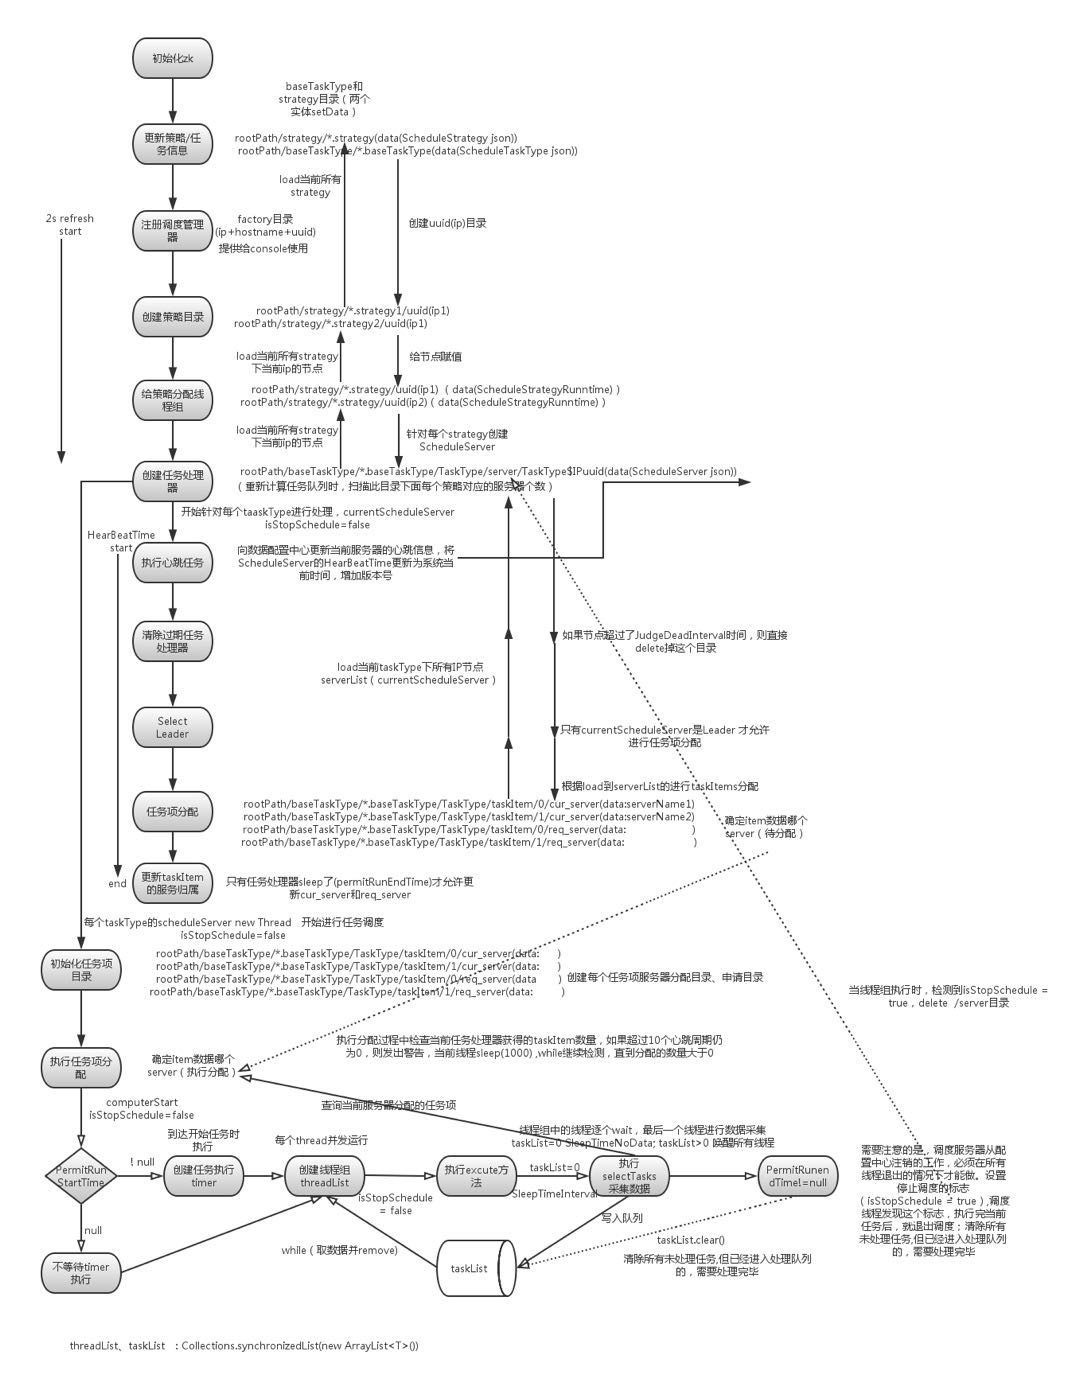 初始化zk
baseTaskType和
strategy目录（两个
实体setData）
更新策略/任
务信息
rootPath/strategy/*.strategy(data(ScheduleStrategy json))
rootPath/baseTaskType/*.baseTaskType(data(ScheduleTaskType json))
load当前所有
strategy
2s refresh
start
注册调度管理
器
factory目录
(ip+hostname+uuid)
提供给console使用
创建uuid(ip)目录
创建策略目录
rootPath/strategy/*.strategy1/uuid(ip1)
rootPath/strategy/*.strategy2/uuid(ip1)
load当前所有strategy
下当前ip的节点
给节点赋值
给策略分配线
程组
rootPath/strategy/*.strategy/uuid(ip1)（data(ScheduleStrategyRunntime)）
rootPath/strategy/*.strategy/uuid(ip2)（data(ScheduleStrategyRunntime)）
load当前所有strategy
下当前ip的节点
针对每个strategy创建
ScheduleServer
创建任务处理
器
rootPath/baseTaskType/*.baseTaskType/TaskType/server/TaskType$IPuuid(data(ScheduleServer json))
（重新计算任务队列时，扫描此目录下面每个策略对应的服务器个数）
开始针对每个taaskType进行处理，currentScheduleServer
isStopSchedule=false
HearBeatTime
start
执行心跳任务
向数据配置中心更新当前服务器的心跳信息，将
ScheduleServer的HearBeatTime更新为系统当
前时间，增加版本号
清除过期任务
处理器
如果节点超过了JudgeDeadInterval时间，则直接
delete掉这个目录
load当前taskType下所有IP节点
serverList（currentScheduleServer）
Select
Leader
只有currentScheduleServer是Leader 才允许
进行任务项分配
根据load到serverList的进行taskItems分配
任务项分配
rootPath/baseTaskType/*.baseTaskType/TaskType/taskItem/0/cur_server(data:serverName1)
rootPath/baseTaskType/*.baseTaskType/TaskType/taskItem/1/cur_server(data:serverName2)
rootPath/baseTaskType/*.baseTaskType/TaskType/taskItem/0/req_server(data: )
rootPath/baseTaskType/*.baseTaskType/TaskType/taskItem/1/req_server(data: )
确定item数据哪个
server（待分配）
end
更新taskItem
的服务归属
只有任务处理器sleep了(permitRunEndTime)才允许更
新cur_server和req_server
每个taskType的scheduleServer new Thread 开始进行任务调度
isStopSchedule=false
初始化任务项
目录
rootPath/baseTaskType/*.baseTaskType/TaskType/taskItem/0/cur_server(data: )
rootPath/baseTaskType/*.baseTaskType/TaskType/taskItem/1/cur_server(data: )
rootPath/baseTaskType/*.baseTaskType/TaskType/taskItem/0/req_server(data )
rootPath/baseTaskType/*.baseTaskType/TaskType/taskItem/1/req_server(data: )
创建每个任务项服务器分配目录、申请目录
当线程组执行时，检测到isStopSchedule =
true，delete /server目录
执行任务项分
配
确定item数据哪个
server（执行分配）
执行分配过程中检查当前任务处理器获得的taskItem数量，如果超过10个心跳周期仍
为0，则发出警告，当前线程sleep(1000) ,while继续检测，直到分配的数量大于0
computerStart
isStopSchedule=false
查询当前服务器分配的任务项
到达开始任务时
执行
每个thread并发运行
线程组中的线程逐个wait，最后一个线程进行数据采集
taskList=0 SleepTimeNoData; taskList>0 唤醒所有线程
PermitRun
StartTime
! null
创建任务执行
timer
创建线程组
threadList
isStopSchedule
= false
执行excute方
法
taskList=0
SleepTimeInterval
执行
selectTasks
采集数据
PermitRunen
dTime!=null
需要注意的是，调度服务器从配
置中心注销的工作，必须在所有
线程退出的情况下才能做。设置
停止调度的标志
（isStopSchedule = true）,调度
线程发现这个标志，执行完当前
任务后，就退出调度；清除所有
未处理任务,但已经进入处理队列
的，需要处理完毕
null
不等待timer
执行
while（取数据并remove)
写入队列
taskList
taskList.clear()
清除所有未处理任务,但已经进入处理队列
的，需要处理完毕
threadList、taskList ：Collections.synchronizedList(new ArrayList<T>())